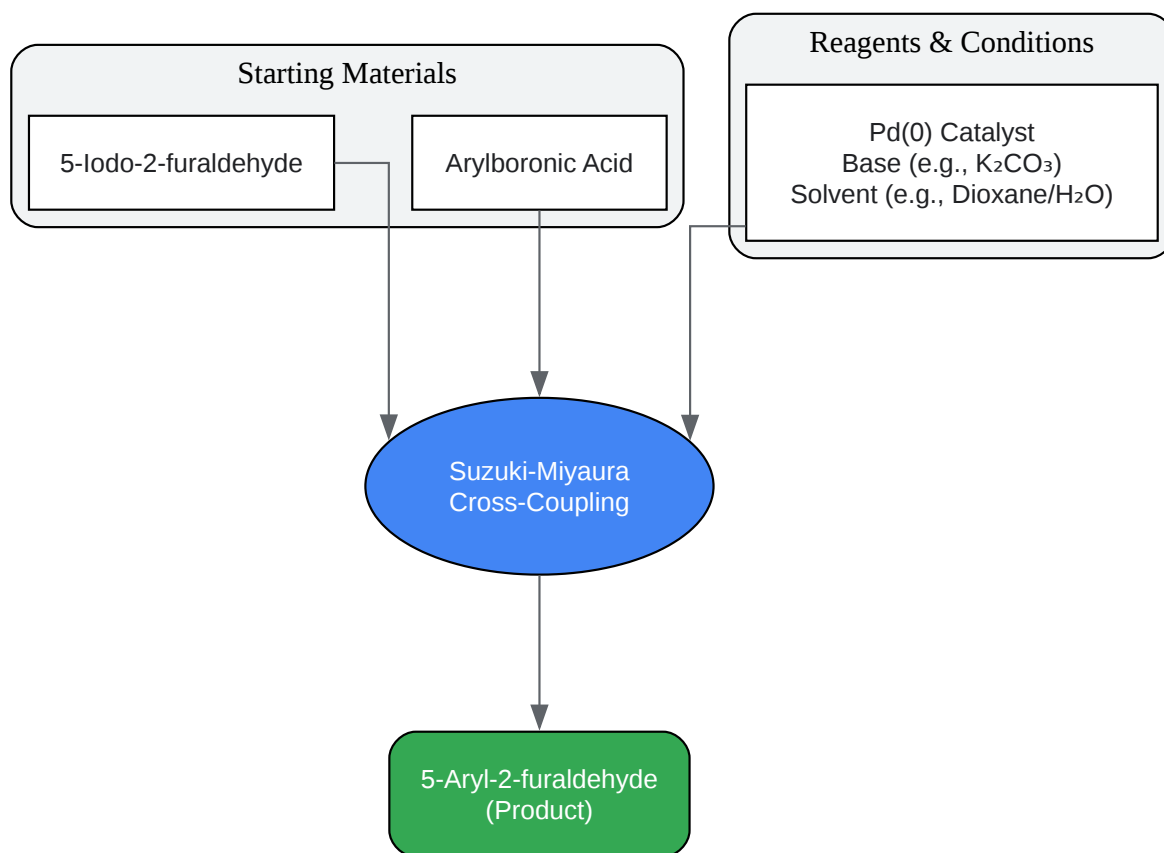 Starting Materials
5-Iodo-2-furaldehyde
Arylboronic Acid
Reagents & Conditions
Pd(0) Catalyst
Base (e.g., K₂CO₃)
Solvent (e.g., Dioxane/H₂O)
Suzuki-Miyaura
Cross-Coupling
5-Aryl-2-furaldehyde
(Product)